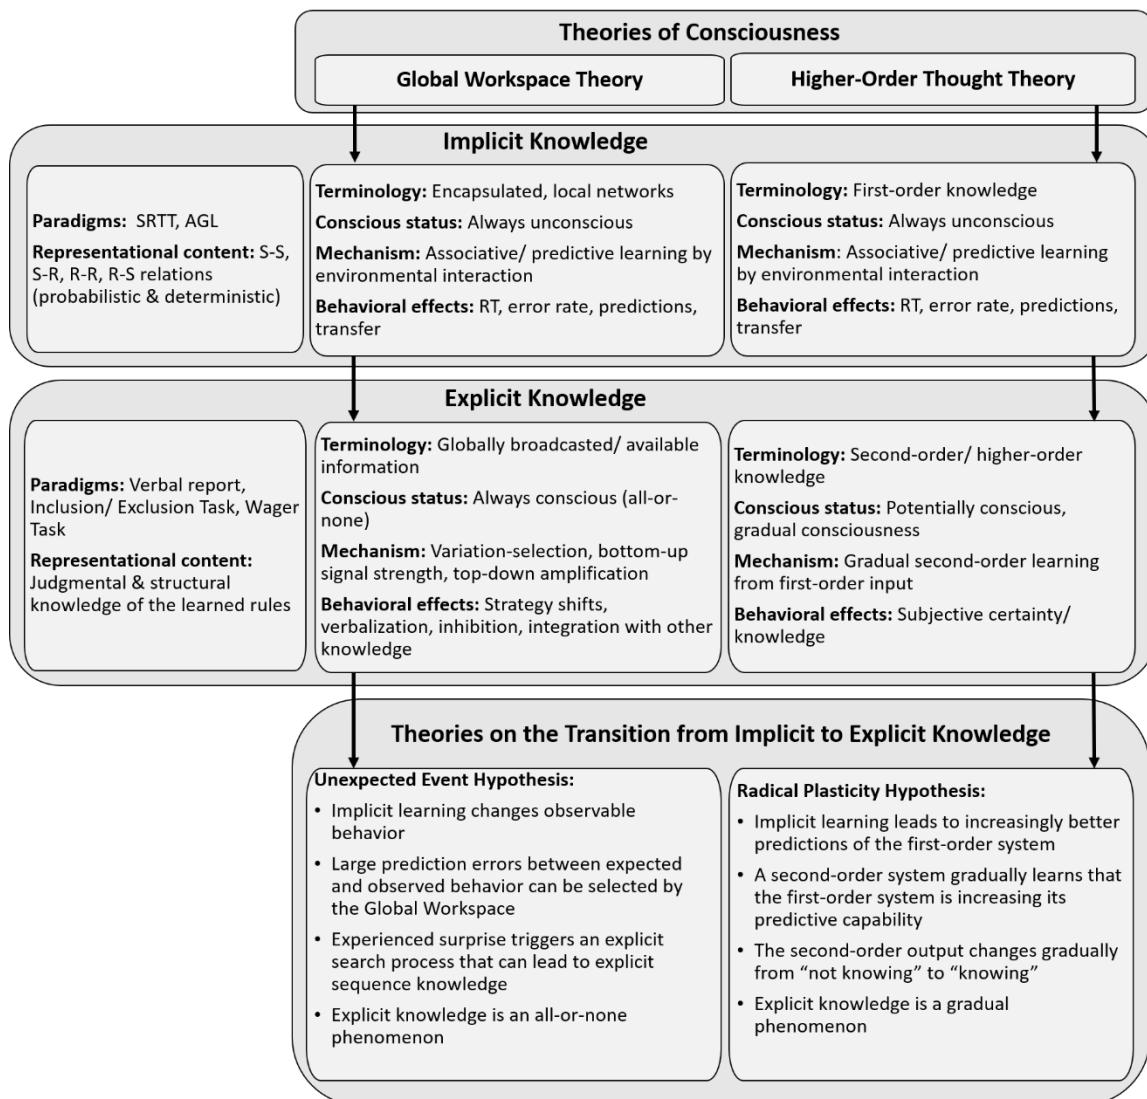 Theories of Consciousness
Global Workspace Theory
Higher-Order Thought Theory
Implicit Knowledge
Paradigms: SRTT, AGL
Representational content: S-S,
S-R, R-R, R-S relations
(probabilistic & deterministic)
Terminology: Encapsulated, local networks
Conscious status: Always unconscious
Mechanism: Associative/ predictive learning by
environmental interaction
Behavioral effects: RT, error rate, predictions,
transfer
Terminology: First-order knowledge
Conscious status: Always unconscious
Mechanism: Associative/ predictive learning
by environmental interaction
Behavioral effects: RT, error rate, predictions,
transfer
Explicit Knowledge
Paradigms: Verbal report,
Inclusion/ Exclusion Task, Wager
Task
Representational content:
Judgmental & structural
knowledge of the learned rules
Terminology: Globally broadcasted/ available
information
Conscious status: Always conscious (all-or-
none)
Mechanism: Variation-selection, bottom-up
signal strength, top-down amplification
Behavioral effects: Strategy shifts,
verbalization, inhibition, integration with other
knowledge
Terminology: Second-order/ higher-order
knowledge
Conscious status: Potentially conscious,
gradual consciousness
Mechanism: Gradual second-order learning
from first-order input
Behavioral effects: Subjective certainty/
knowledge
Theories on the Transition from Implicit to Explicit Knowledge
Unexpected Event Hypothesis:
• Implicit learning changes observable
behavior
• Large prediction errors between expected
and observed behavior can be selected by
the Global Workspace
• Experienced surprise triggers an explicit
search process that can lead to explicit
sequence knowledge
• Explicit knowledge is an all-or-none
phenomenon
Radical Plasticity Hypothesis:
• Implicit learning leads to increasingly better
predictions of the first-order system
• A second-order system gradually learns that
the first-order system is increasing its
predictive capability
• The second-order output changes gradually
from “not knowing” to “knowing”
• Explicit knowledge is a gradual
phenomenon